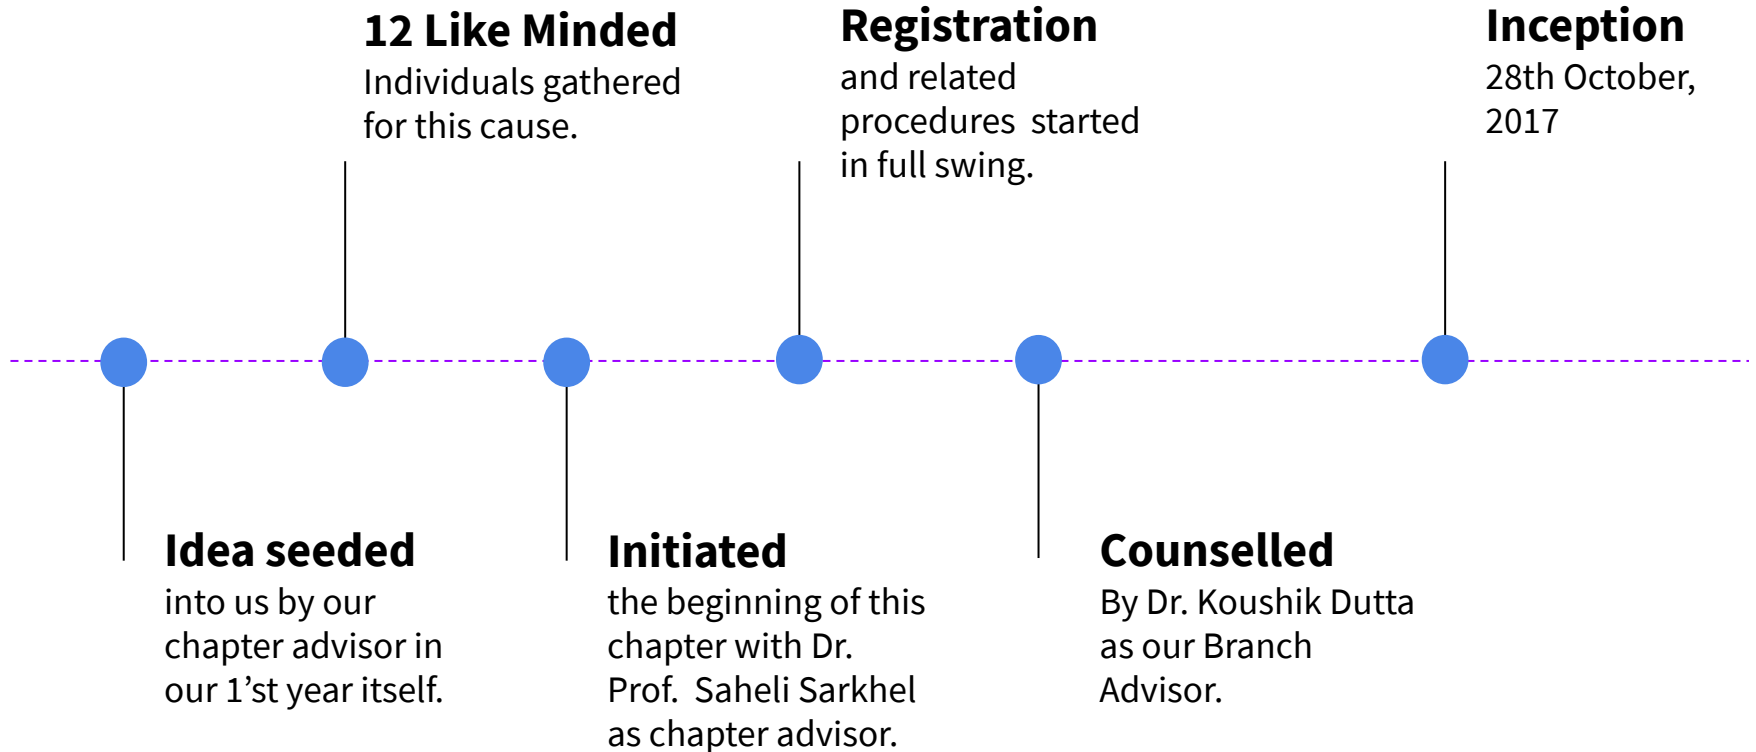 12 Like Minded
Individuals gathered
for this cause.
Registration
and related
procedures  started
in full swing.
Inception
28th October,
2017
Idea seeded
into us by our
chapter advisor in
our 1’st year itself.
Initiated
the beginning of this
chapter with Dr.
Prof.  Saheli Sarkhel
as chapter advisor.
Counselled
By Dr. Koushik Dutta
as our Branch
Advisor.